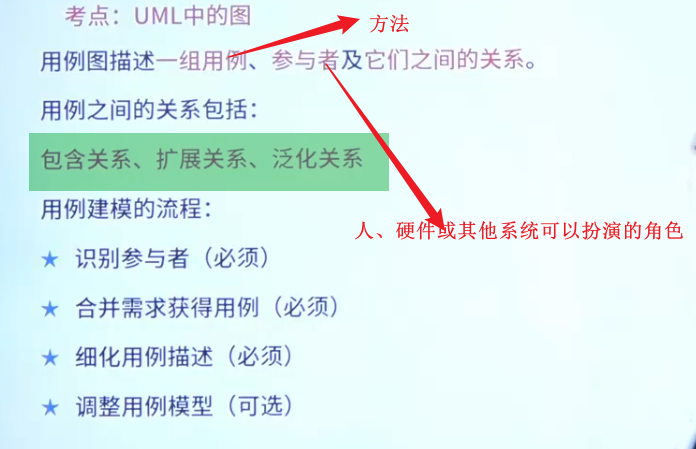 考点：UML中的图
方法
用例图描述一组用例、参与者及它们之间的关系。
用例之间的关系包括：
包含关系、扩展关系、泛化关系
用例建模的流程：
人、硬件或其他系统可以扮演的角色
★ 识别参与者（必须）
★ 合并需求获得用例（必须）
★ 细化用例描述（必须）
★ 调整用例模型（可选）